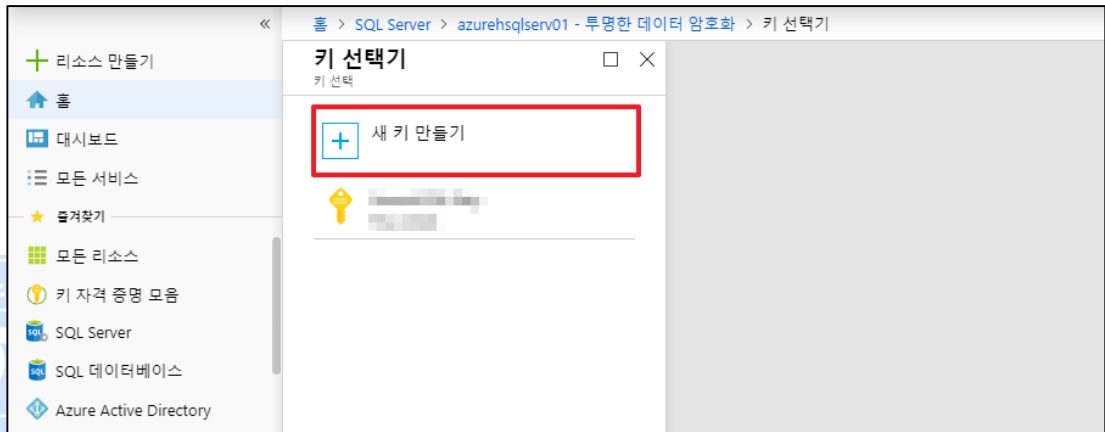 «
홈 > SQL Server > azurehsqlserv01 - 투명한 데이터 암호화 > 키 선택기
리소스 만들기
홈
대시보드
모든 서비스
즐겨찾기
모든 리소스
키 자격 증명 모음
SQL Server
SQL 데이터베이스
Azure Active Directory
키 선택기
키 선택
새 키 만들기